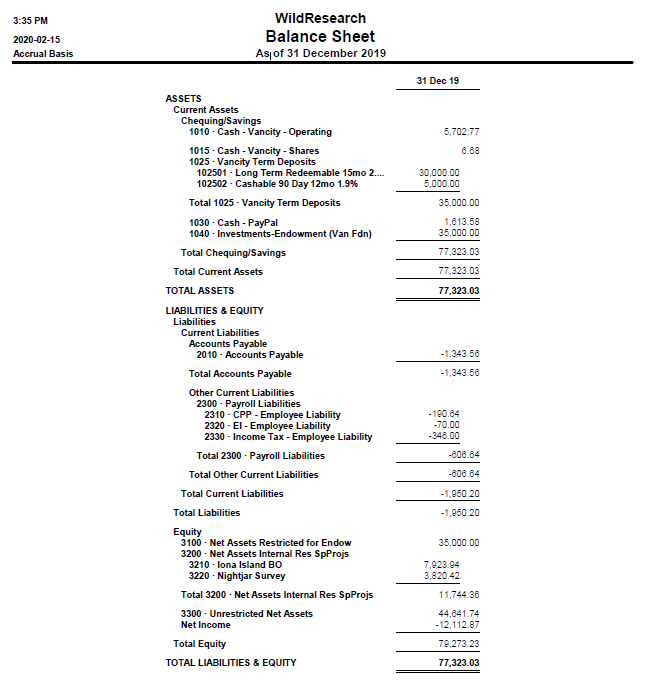 3:35 PM
WildResearch
2020-02-15
Balance Sheet
Accrual Basis
As of 31 December 2019
31 Dec 19
ASSETS
Current Assets
Chequing/Savings
1010 · Cash - Vancity - Operating 5,702.77
1015 · Cash - Vancity - Shares 6.68
1025 · Vancity Term Deposits
102501 · Long Term Redeemable 15mo 2.... 30,000.00
102502 · Cashable 90 Day 12mo 1.9% 5,000.00
Total 1025 · Vancity Term Deposits 35,000.00
1030 · Cash - PayPal 1,613.58
1040 · Investments-Endowment (Van Fdn) 35,000.00
Total Chequing/Savings 77,323.03
Total Current Assets 77,323.03
TOTAL ASSETS 77,323.03
LIABILITIES & EQUITY
Liabilities
Current Liabilities
Accounts Payable
2010 · Accounts Payable -1,343.56
Total Accounts Payable -1,343.56
Other Current Liabilities
2300 · Payroll Liabilities
2310 · CPP - Employee Liability -190.64
2320 · EI - Employee Liability -70.00
2330 · Income Tax - Employee Liability -346.00
Total 2300 · Payroll Liabilities -606.64
Total Other Current Liabilities -606.64
Total Current Liabilities -1,950.20
Total Liabilities -1,950.20
Equity
3100 · Net Assets Restricted for Endow 35,000.00
3200 · Net Assets Internal Res SpProjs
3210 · Iona Island BO 7,923.94
3220 · Nightjar Survey 3,820.42
Total 3200 · Net Assets Internal Res SpProjs 11,744.36
3300 · Unrestricted Net Assets 44,641.74
Net Income -12,112.87
Total Equity 79,273.23
TOTAL LIABILITIES & EQUITY 77,323.03